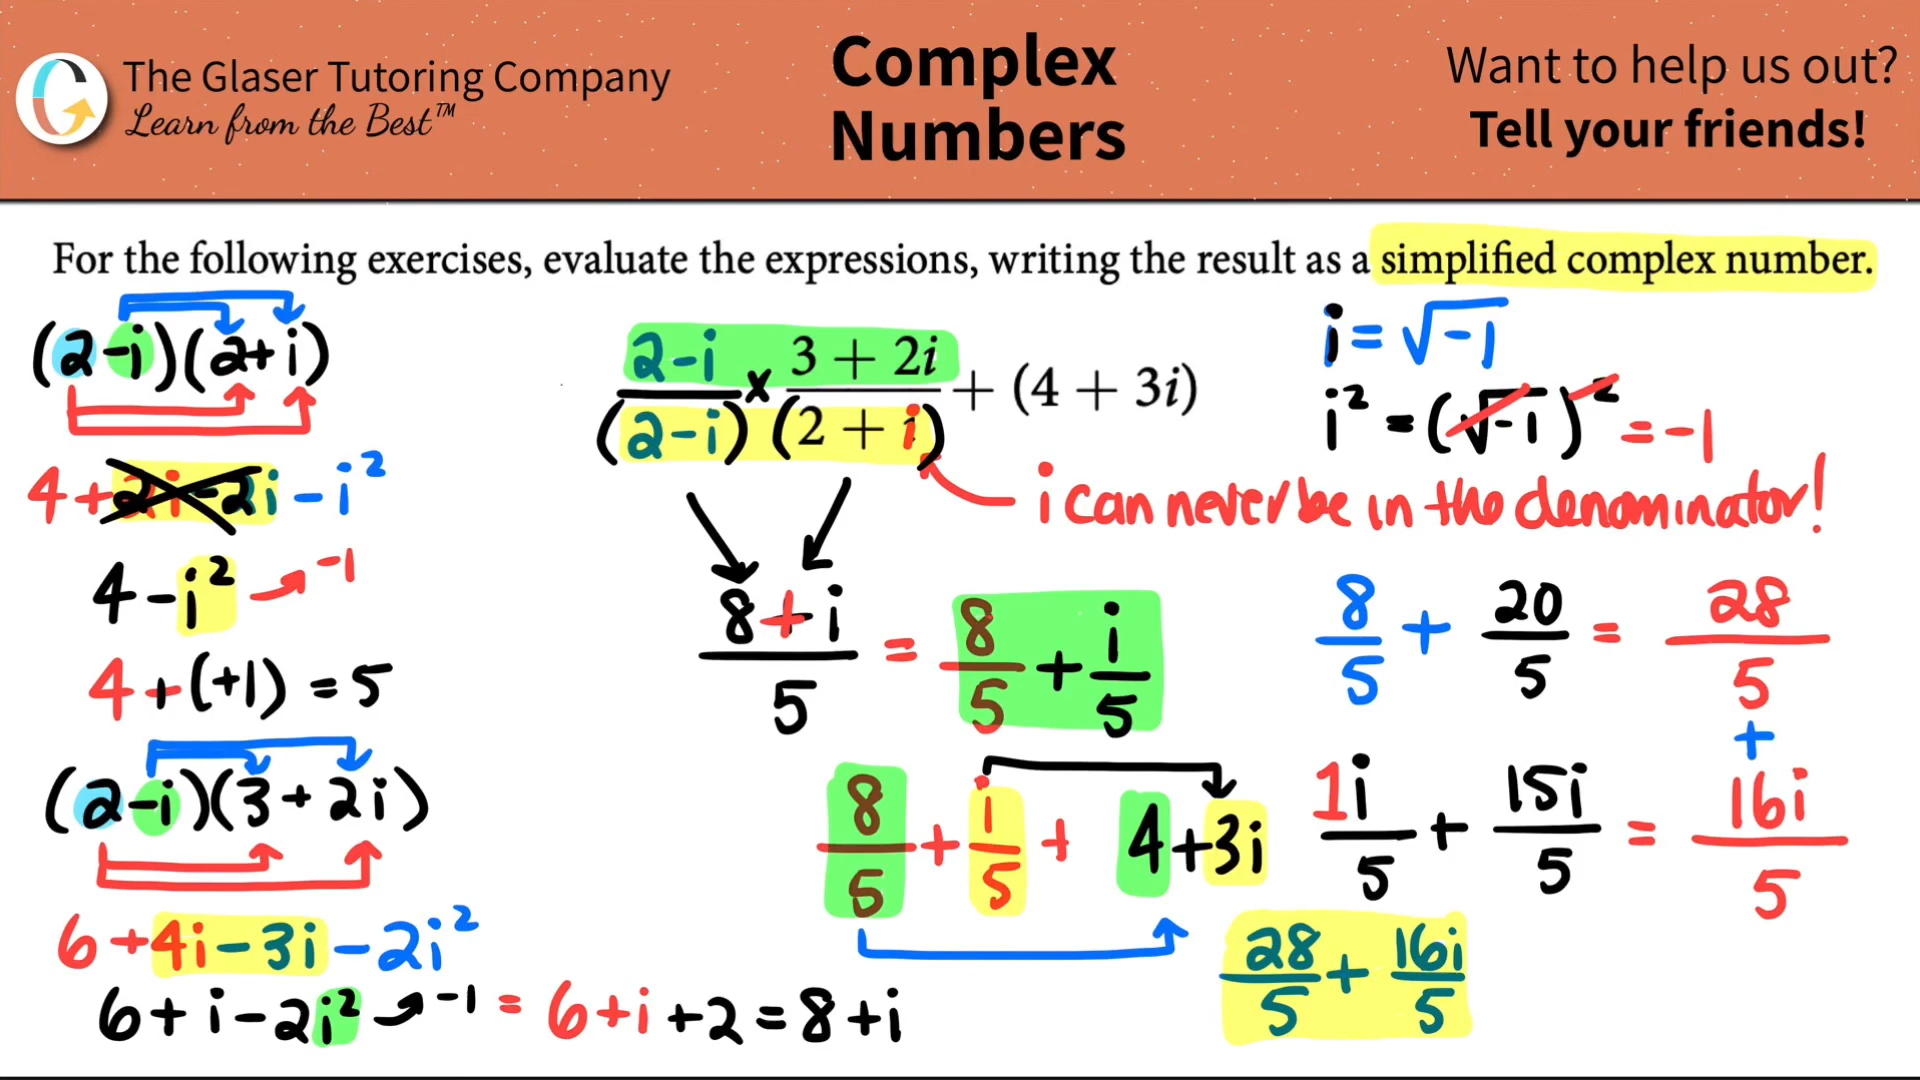 The Glaser Tutoring Company
Learn from the Best™
Complex
Numbers
Want to help us out?
Tell your friends!
For the following exercises, evaluate the expressions, writing the result as a simplified complex number.
(2-i)(2+i)
4+2i-2i-i²
4-i² → -1
4+(+1) = 5
(2-i)(3+2i)
6+4i-3i-2i²
6+i-2i² → -1 = 6+i+2 = 8+i
2-i/(2-i) × 3 + 2i/(2 + i) + (4 + 3i)
8+i/5 = 8/5 + i/5
8/5 + i/5 + 4+3i
i = √-1
i² = (√-1)² = -1
i can never be in the denominator!
8/5 + 20/5 = 28/5
+
1i/5 + 15i/5 = 16i/5
28/5 + 16i/5